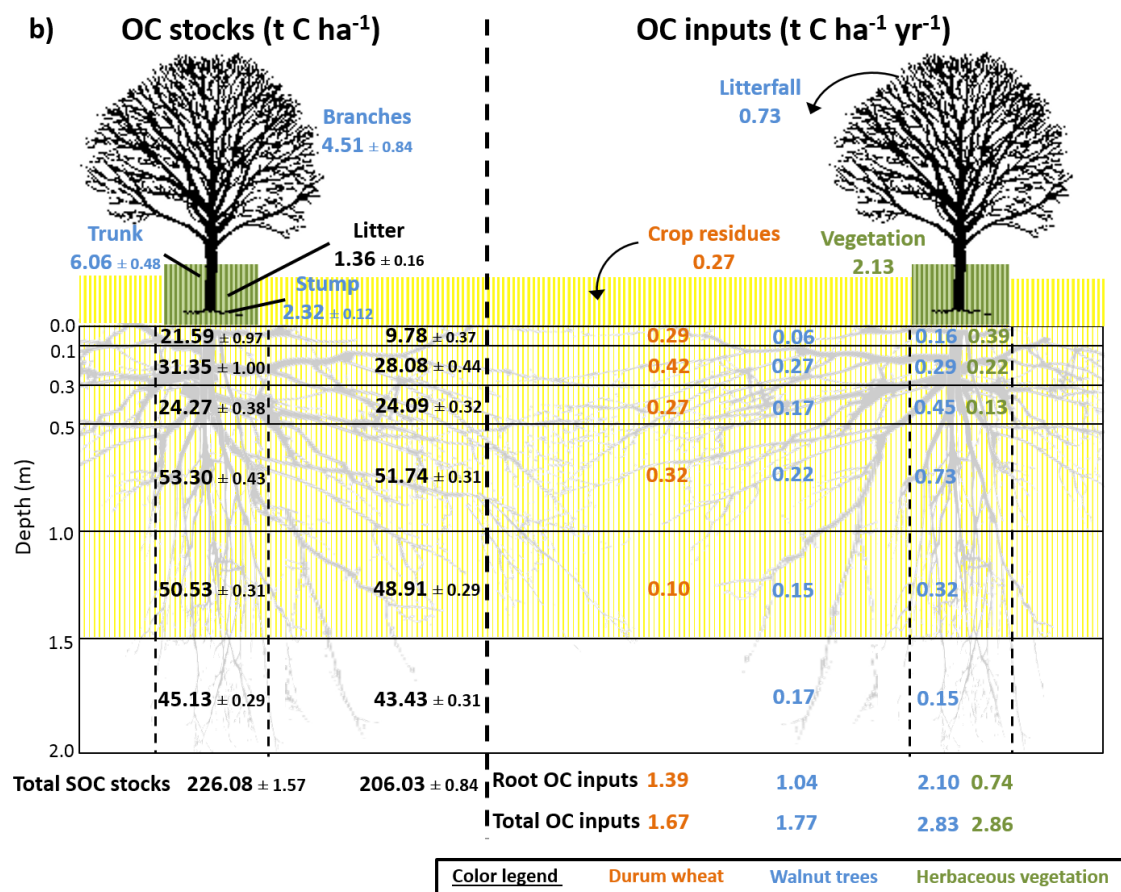 b) OC stocks (t C ha-1) OC inputs (t C ha-1 yr-1)
Litterfall
0.73
Branches
4.51 ± 0.84
Trunk
6.06 ± 0.48
Litter
1.36 ± 0.16
Stump
2.32 ± 0.12
Crop residues
0.27
Vegetation
2.13
Depth (m)
0.0
21.59 ± 0.97 9.78 ± 0.37 0.29 0.06 0.16 0.39
0.1
31.35 ± 1.00 28.08 ± 0.44 0.42 0.27 0.29 0.22
0.3
24.27 ± 0.38 24.09 ± 0.32 0.27 0.17 0.45 0.13
0.5
53.30 ± 0.43 51.74 ± 0.31 0.32 0.22 0.73
1.0
50.53 ± 0.31 48.91 ± 0.29 0.10 0.15 0.32
1.5
45.13 ± 0.29 43.43 ± 0.31 0.17 0.15
2.0
Total SOC stocks 226.08 ± 1.57 206.03 ± 0.84
Root OC inputs 1.39 1.04 2.10 0.74
Total OC inputs 1.67 1.77 2.83 2.86
Color legend Durum wheat Walnut trees Herbaceous vegetation